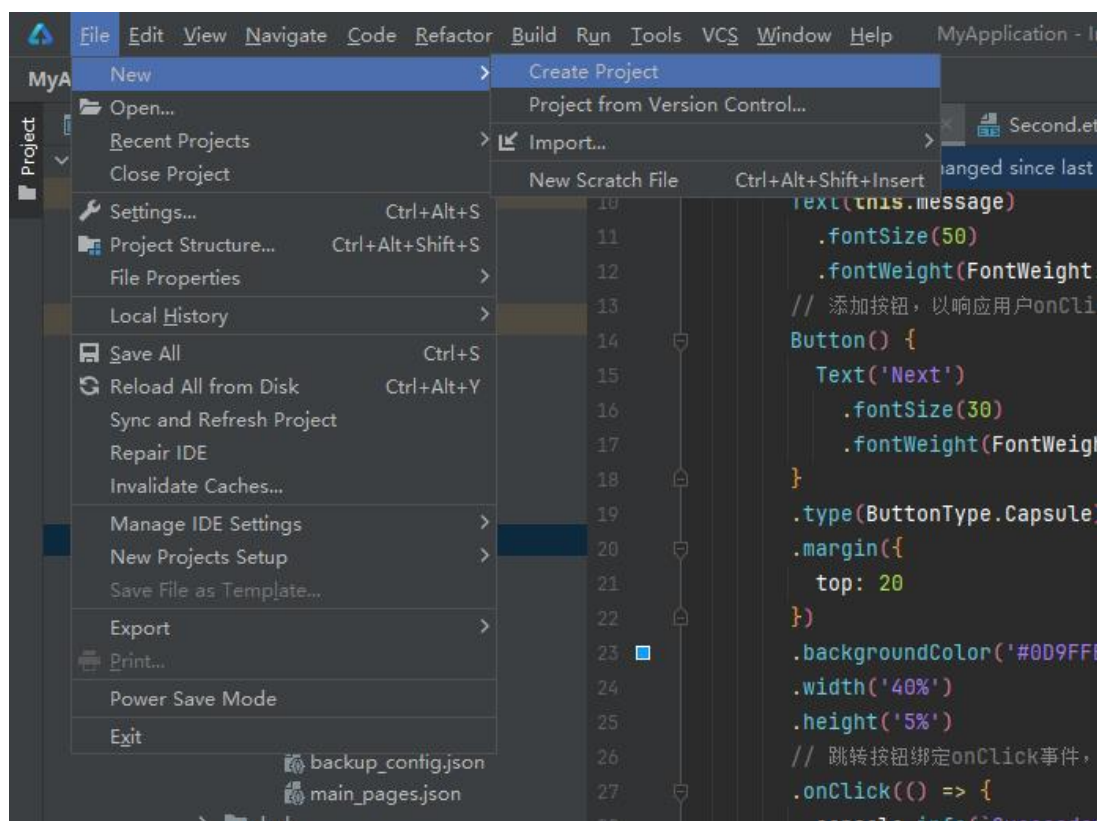 File Edit View Navigate Code Refactor Build Run Tools VCS Window Help MyApplication - I
MyA
New
Create Project
Open...
Project from Version Control...
Recent Projects
Import...
Close Project
New Scratch File Ctrl+Alt+Shift+Insert
Second.et
anged since last
Project
Settings... Ctrl+Alt+S
Project Structure... Ctrl+Alt+Shift+S
File Properties
Local History
Save All Ctrl+S
Reload All from Disk Ctrl+Alt+Y
Sync and Refresh Project
Repair IDE
Invalidate Caches...
Manage IDE Settings
New Projects Setup
Save File as Template...
Export
Print...
Power Save Mode
Exit
backup_config.json
main_pages.json
10 Text(this.message)
11 .fontSize(50)
12 .fontWeight(FontWeight
13 // 添加按钮，以响应用户onCli
14 Button() {
15 Text('Next')
16 .fontSize(30)
17 .fontWeight(FontWeigh
18 }
19 .type(ButtonType.Capsule)
20 .margin({
21 top: 20
22 })
23 .backgroundColor('#0D9FFB
24 .width('40%')
25 .height('5%')
26 // 跳转按钮绑定onClick事件，
27 .onClick(() => {